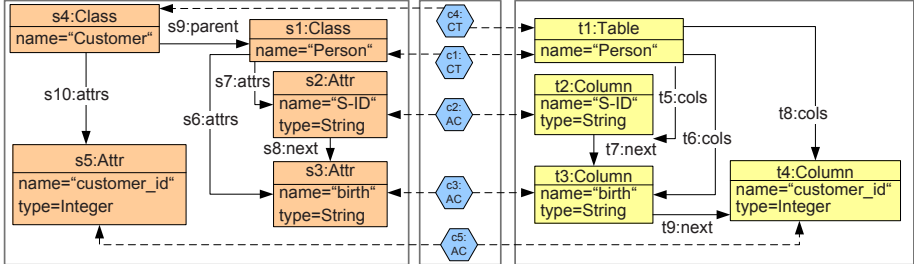 s4:Class
name="Customer“
s9:parent
s1:Class
name="Person“
s7:attrs
s10:attrs
s6:attrs
s2:Attr
name="S-ID“
type=String
s8:next
s5:Attr
name="customer_id“
type=Integer
s3:Attr
name="birth“
type=String
c4:
CT
c1:
CT
c2:
AC
c3:
AC
c5:
AC
t1:Table
name="Person“
t2:Column
name="S-ID“
type=String
t5:cols
t6:cols
t8:cols
t7:next
t3:Column
name="birth“
type=String
t9:next
t4:Column
name="customer_id“
type=Integer